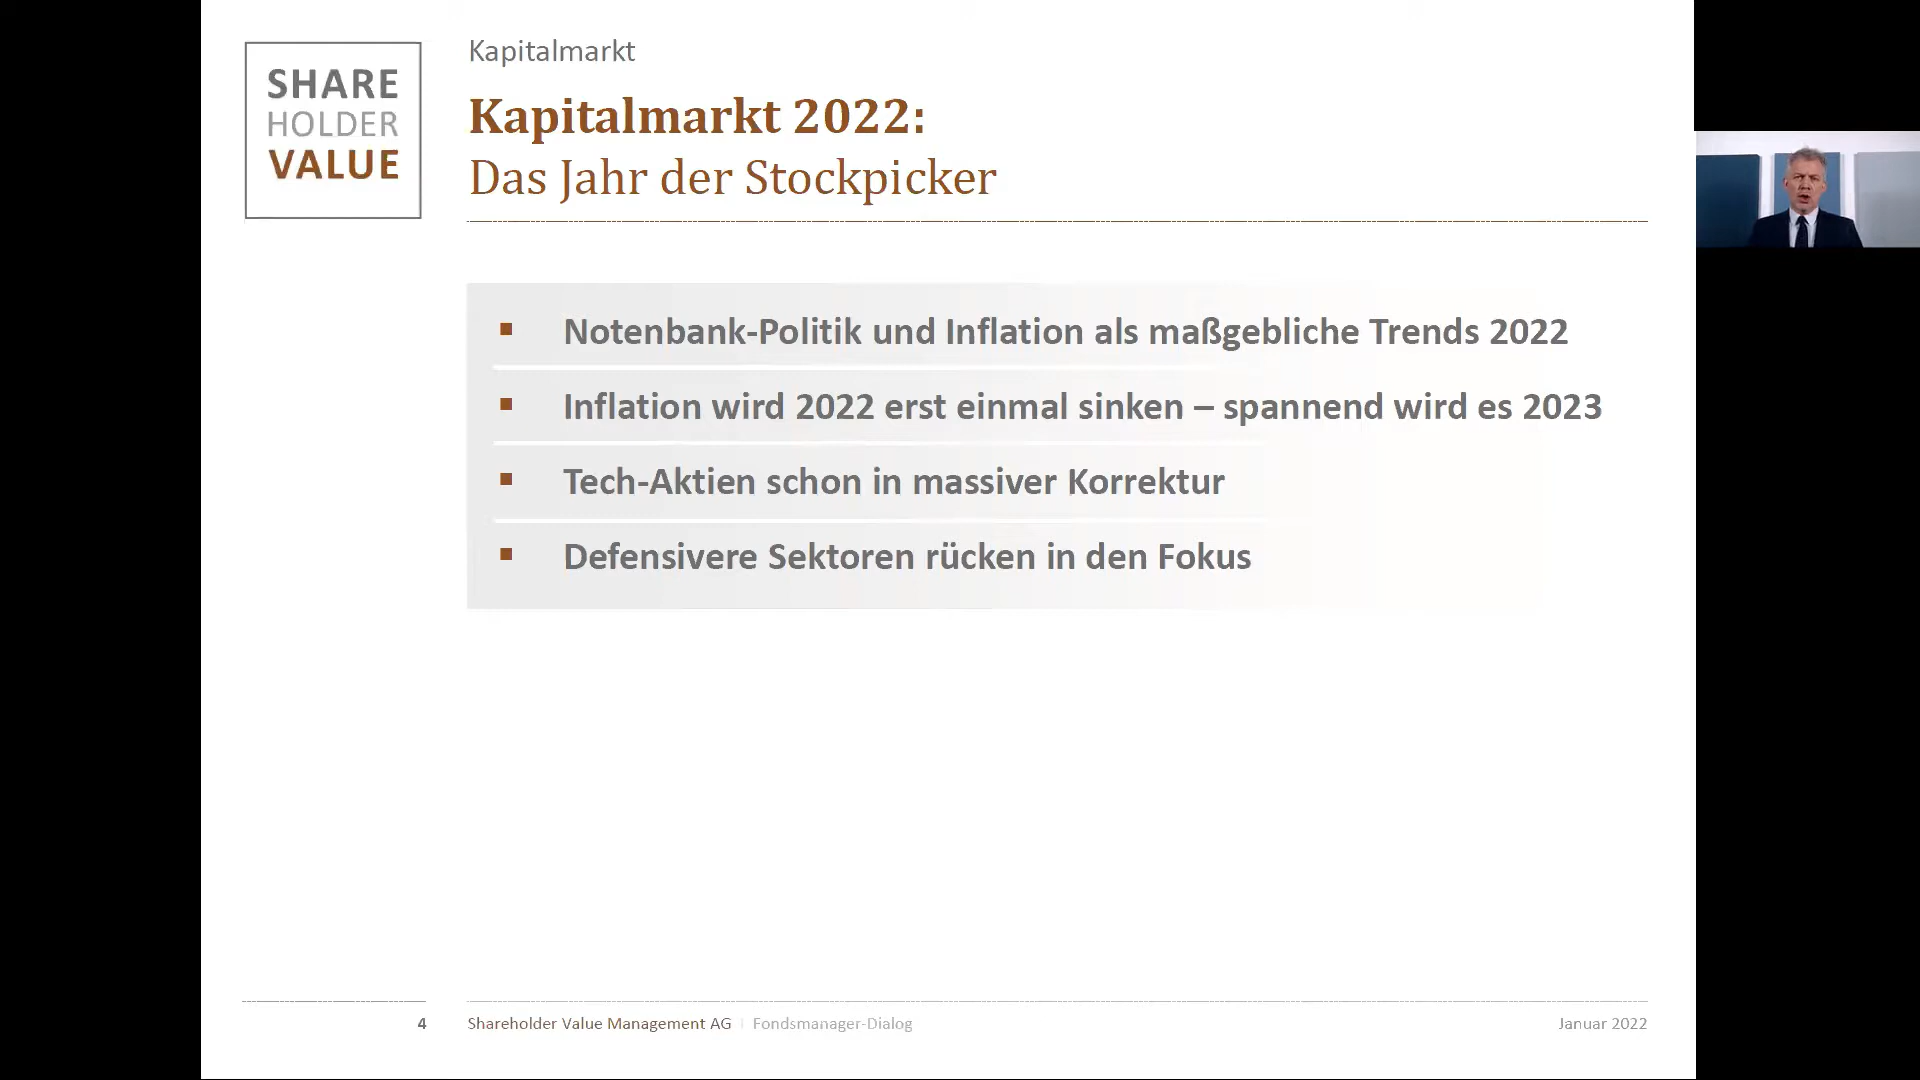 SHARE
HOLDER
VALUE
Kapitalmarkt
Kapitalmarkt 2022:
Das Jahr der Stockpicker
Notenbank-Politik und Inflation als maßgebliche Trends 2022
Inflation wird 2022 erst einmal sinken – spannend wird es 2023
Tech-Aktien schon in massiver Korrektur
Defensivere Sektoren rücken in den Fokus
4 Shareholder Value Management AG | Fondsmanager-Dialog Januar 2022